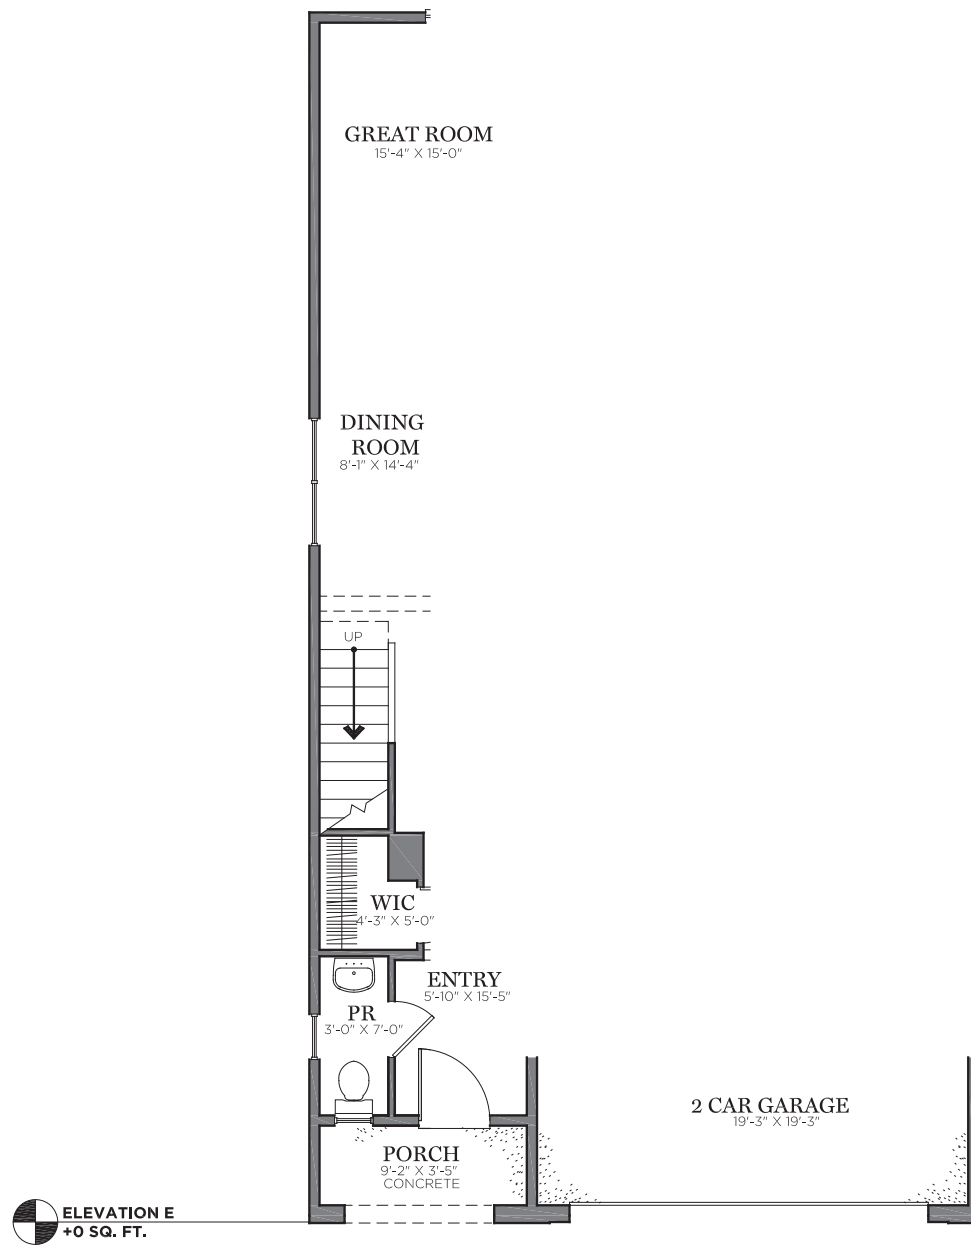 GREAT ROOM
15'-4" X 15'-0"
DINING
ROOM
8'-1" X 14'-4"
UP
WIC
4'-3" X 5'-0"
ENTRY
5'-10" X 15'-5"
PR
3'-0" X 7'-0"
2 CAR GARAGE
19'-3" X 19'-3"
PORCH
9'-2" X 3'-5"
CONCRETE
ELEVATION E
+0 SQ. FT.